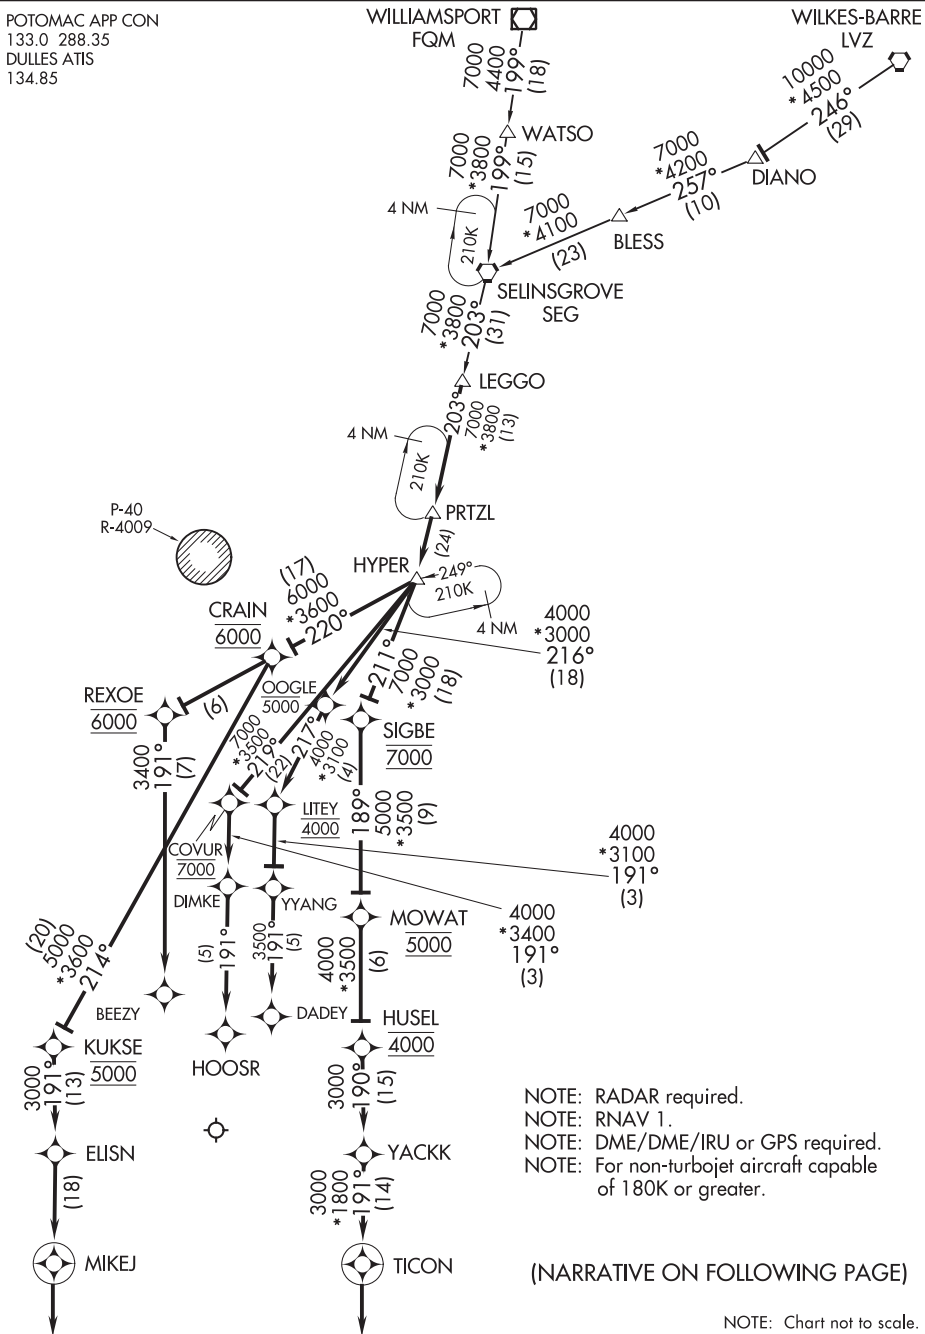 POTOMAC APP CON
133.0 288.35
DULLES ATIS
134.85
WILLIAMSPORT
FQM
WILKES-BARRE
LVZ
7000
4400
199°
(18)
10000
*4500
246°
(29)
WATSO
7000
*3800
199°
(15)
7000
*4200
257°
(10)
DIANO
4 NM
210K
7000
*4100
(23)
BLESS
SELINSGROVE
SEG
7000
*3800
203°
(31)
LEGGO
203°
7000
*3800
(13)
4 NM
210K
PRTZL
(24)
P-40
R-4009
HYPER
249°
210K
4 NM
(17)
6000
*3600
220°
CRAIN
6000
4000
*3000
216°
(18)
211°
7000
*3000
(18)
OOGLE
5000
REXOE
6000
(6)
SIGBE
7000
7000
*3500
219°
(22)
217°
4000
*3100
(4)
3400
191°
(7)
LITEY
4000
189°
5000
*3500
(9)
COVUR
7000
4000
*3100
191°
(3)
DIMKE
YYANG
MOWAT
5000
4000
*3400
191°
(3)
(20)
5000
*3600
214°
(5)
191°
3500
191°
(5)
4000
*3500
(6)
BEEZY
DADEY
HUSEL
4000
KUKSE
5000
HOOSR
3000
191°
(13)
3000
190°
(15)
NOTE: RADAR required.
NOTE: RNAV 1.
NOTE: DME/DME/IRU or GPS required.
NOTE: For non-turbojet aircraft capable
of 180K or greater.
ELISN
YACKK
(18)
3000
*1800
191°
(14)
MIKEJ
TICON
(NARRATIVE ON FOLLOWING PAGE)
NOTE: Chart not to scale.